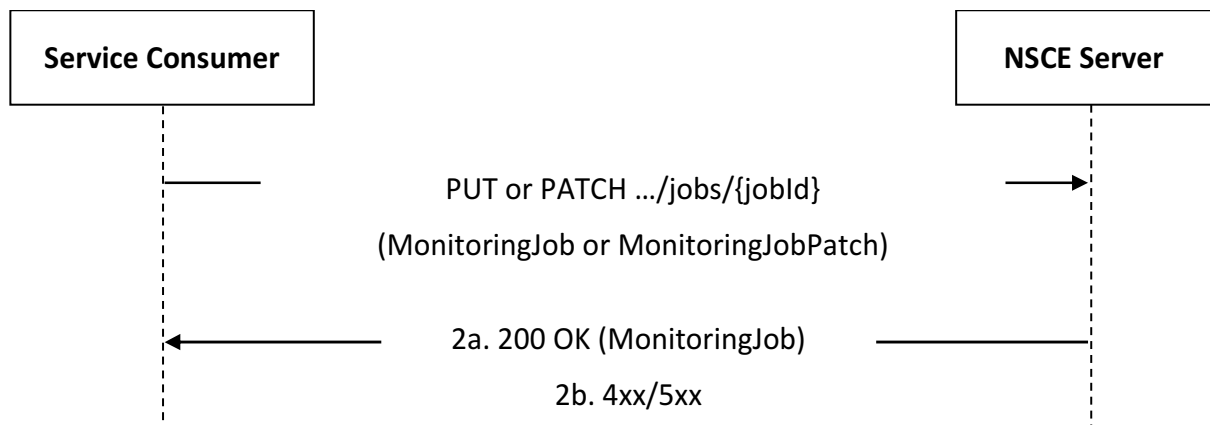 Service Consumer
NSCE Server
PUT or PATCH …/jobs/{jobId}
(MonitoringJob or MonitoringJobPatch)
2a. 200 OK (MonitoringJob)
2b. 4xx/5xx